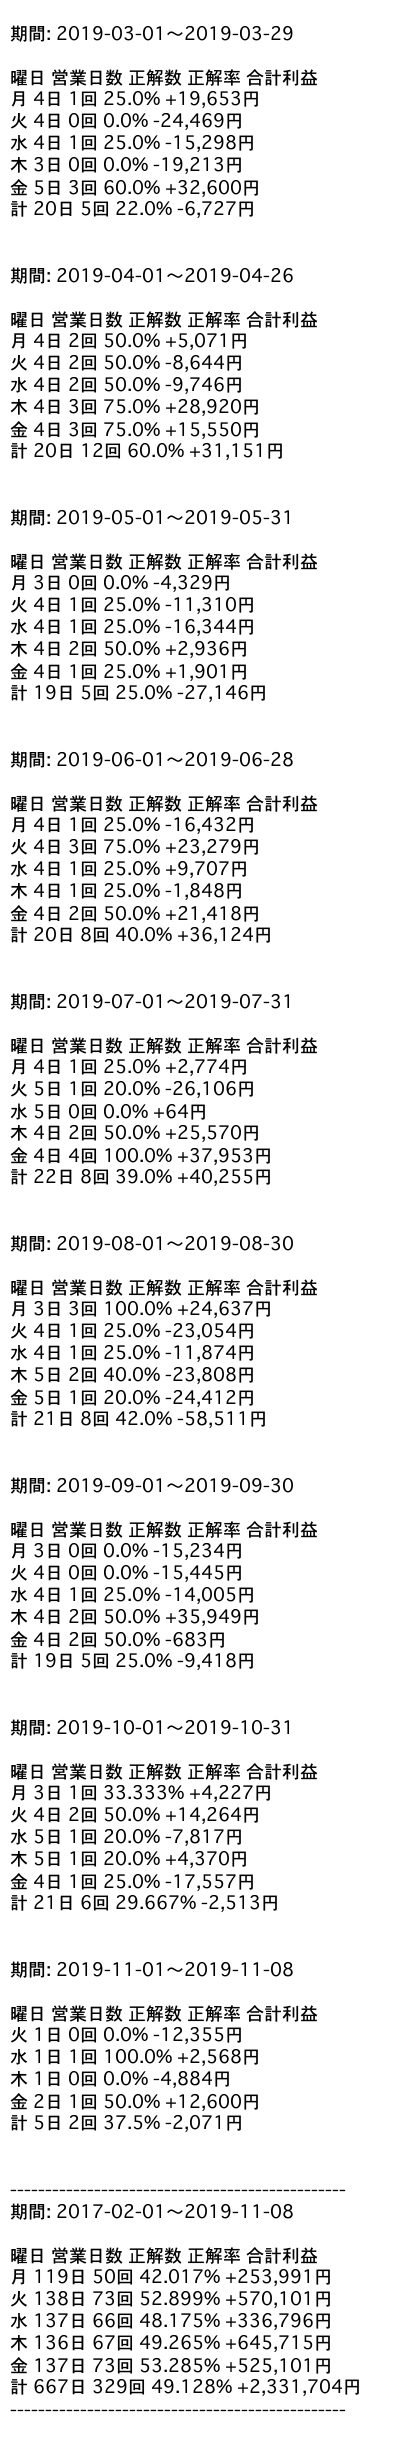 期間: 2019-03-01〜2019-03-29
曜日 営業日数 正解数 正解率 合計利益
月 4日 1回 25.0% +19,653円
火 4日 0回 0.0% -24,469円
水 4日 1回 25.0% -15,298円
木 3日 0回 0.0% -19,213円
金 5日 3回 60.0% +32,600円
計 20日 5回 22.0% -6,727円
期間: 2019-04-01〜2019-04-26
曜日 営業日数 正解数 正解率 合計利益
月 4日 2回 50.0% +5,071円
火 4日 2回 50.0% -8,644円
水 4日 2回 50.0% -9,746円
木 4日 3回 75.0% +28,920円
金 4日 3回 75.0% +15,550円
計 20日 12回 60.0% +31,151円
期間: 2019-05-01〜2019-05-31
曜日 営業日数 正解数 正解率 合計利益
月 3日 0回 0.0% -4,329円
火 4日 1回 25.0% -11,310円
水 4日 1回 25.0% -16,344円
木 4日 2回 50.0% +2,936円
金 4日 1回 25.0% +1,901円
計 19日 5回 25.0% -27,146円
期間: 2019-06-01〜2019-06-28
曜日 営業日数 正解数 正解率 合計利益
月 4日 1回 25.0% -16,432円
火 4日 3回 75.0% +23,279円
水 4日 1回 25.0% +9,707円
木 4日 1回 25.0% -1,848円
金 4日 2回 50.0% +21,418円
計 20日 8回 40.0% +36,124円
期間: 2019-07-01〜2019-07-31
曜日 営業日数 正解数 正解率 合計利益
月 4日 1回 25.0% +2,774円
火 5日 1回 20.0% -26,106円
水 5日 0回 0.0% +64円
木 4日 2回 50.0% +25,570円
金 4日 4回 100.0% +37,953円
計 22日 8回 39.0% +40,255円
期間: 2019-08-01〜2019-08-30
曜日 営業日数 正解数 正解率 合計利益
月 3日 3回 100.0% +24,637円
火 4日 1回 25.0% -23,054円
水 4日 1回 25.0% -11,874円
木 5日 2回 40.0% -23,808円
金 5日 1回 20.0% -24,412円
計 21日 8回 42.0% -58,511円
期間: 2019-09-01〜2019-09-30
曜日 営業日数 正解数 正解率 合計利益
月 3日 0回 0.0% -15,234円
火 4日 0回 0.0% -15,445円
水 4日 1回 25.0% -14,005円
木 4日 2回 50.0% +35,949円
金 4日 2回 50.0% -683円
計 19日 5回 25.0% -9,418円
期間: 2019-10-01〜2019-10-31
曜日 営業日数 正解数 正解率 合計利益
月 3日 1回 33.333% +4,227円
火 4日 2回 50.0% +14,264円
水 5日 1回 20.0% -7,817円
木 5日 1回 20.0% +4,370円
金 4日 1回 25.0% -17,557円
計 21日 6回 29.667% -2,513円
期間: 2019-11-01〜2019-11-08
曜日 営業日数 正解数 正解率 合計利益
火 1日 0回 0.0% -12,355円
水 1日 1回 100.0% +2,568円
木 1日 0回 0.0% -4,884円
金 2日 1回 50.0% +12,600円
計 5日 2回 37.5% -2,071円
------------------------------------------------
期間: 2017-02-01〜2019-11-08
曜日 営業日数 正解数 正解率 合計利益
月 119日 50回 42.017% +253,991円
火 138日 73回 52.899% +570,101円
水 137日 66回 48.175% +336,796円
木 136日 67回 49.265% +645,715円
金 137日 73回 53.285% +525,101円
計 667日 329回 49.128% +2,331,704円
------------------------------------------------